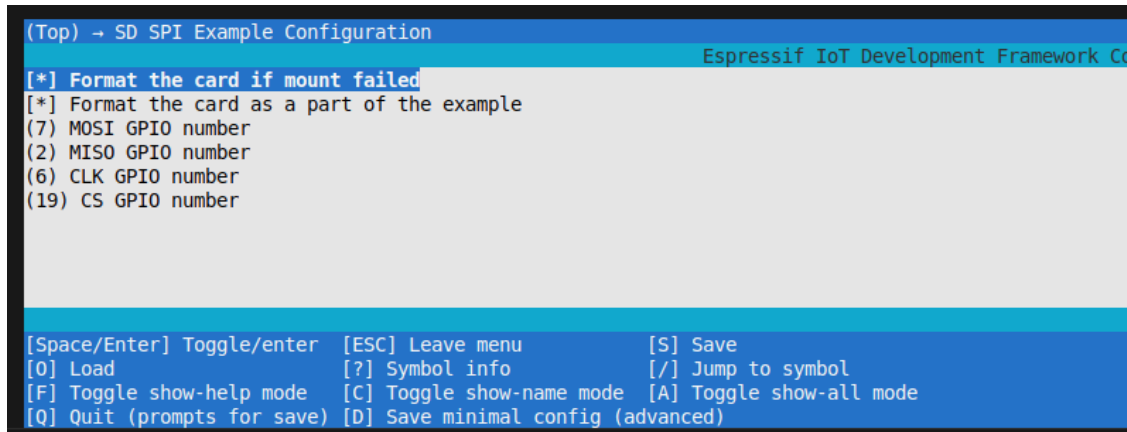 (Top) → SD SPI Example Configuration
Espressif IoT Development Framework Co
[*] Format the card if mount failed
[*] Format the card as a part of the example
(7) MOSI GPIO number
(2) MISO GPIO number
(6) CLK GPIO number
(19) CS GPIO number
[Space/Enter] Toggle/enter [ESC] Leave menu [S] Save
[O] Load [?] Symbol info [/] Jump to symbol
[F] Toggle show-help mode [C] Toggle show-name mode [A] Toggle show-all mode
[Q] Quit (prompts for save) [D] Save minimal config (advanced)